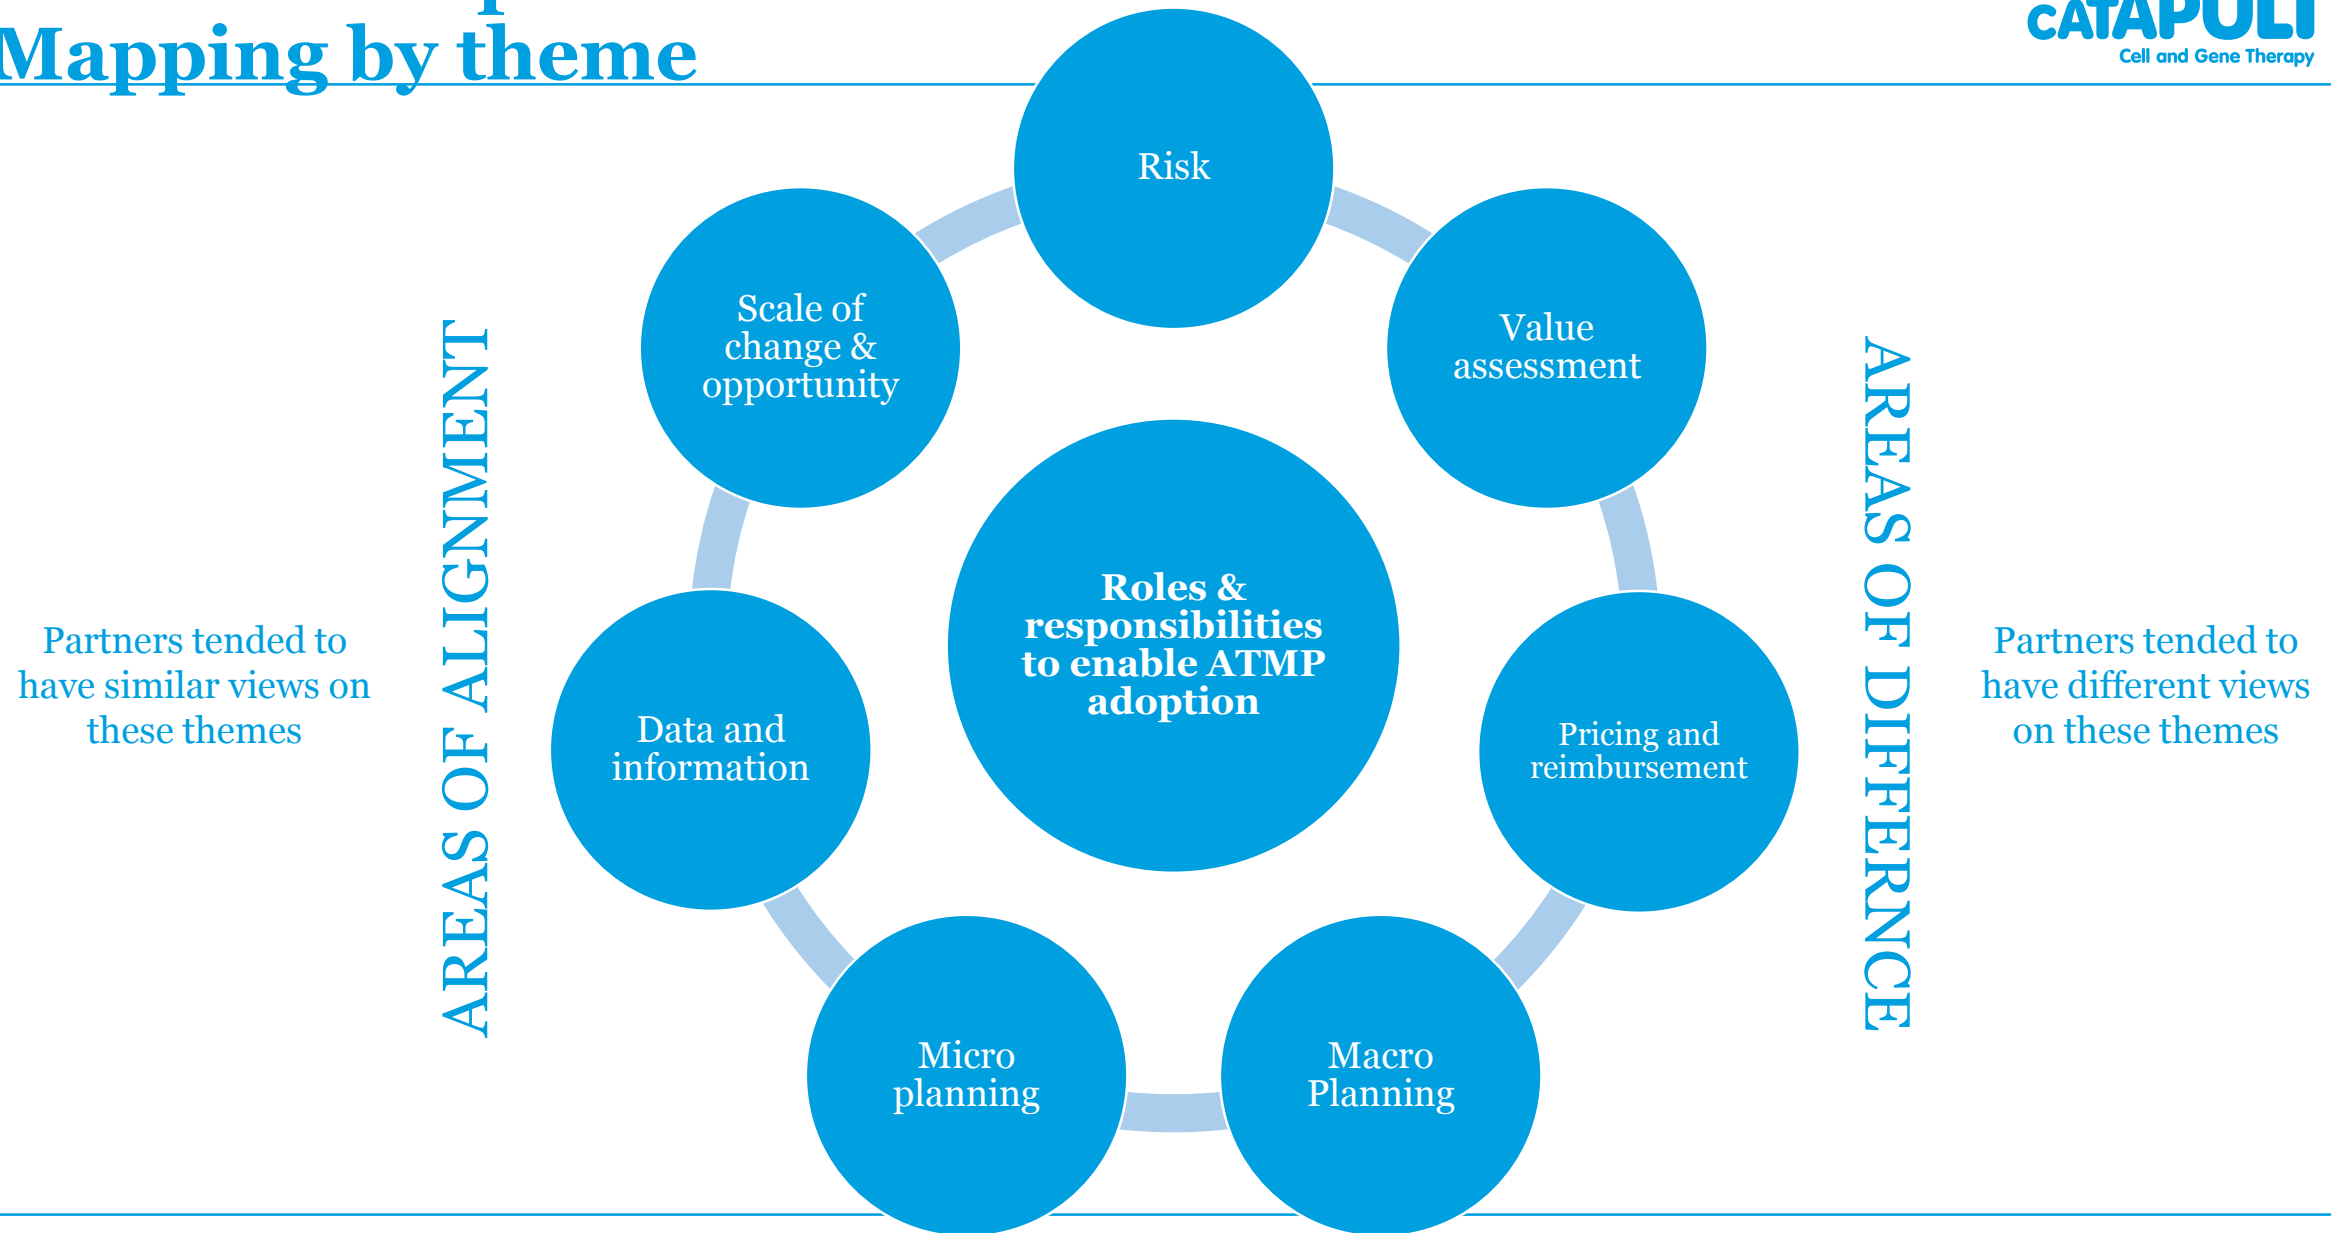 Mapping by theme
CATAPULT
Cell and Gene Therapy
Risk
Scale of
change &
opportunity
Value
assessment
AREAS OF ALIGNMENT
AREAS OF DIFFERNCE
Roles &
responsibilities
to enable ATMP
adoption
Partners tended to
have similar views on
these themes
Partners tended to
have different views
on these themes
Data and
information
Pricing and
reimbursement
Micro
planning
Macro
Planning